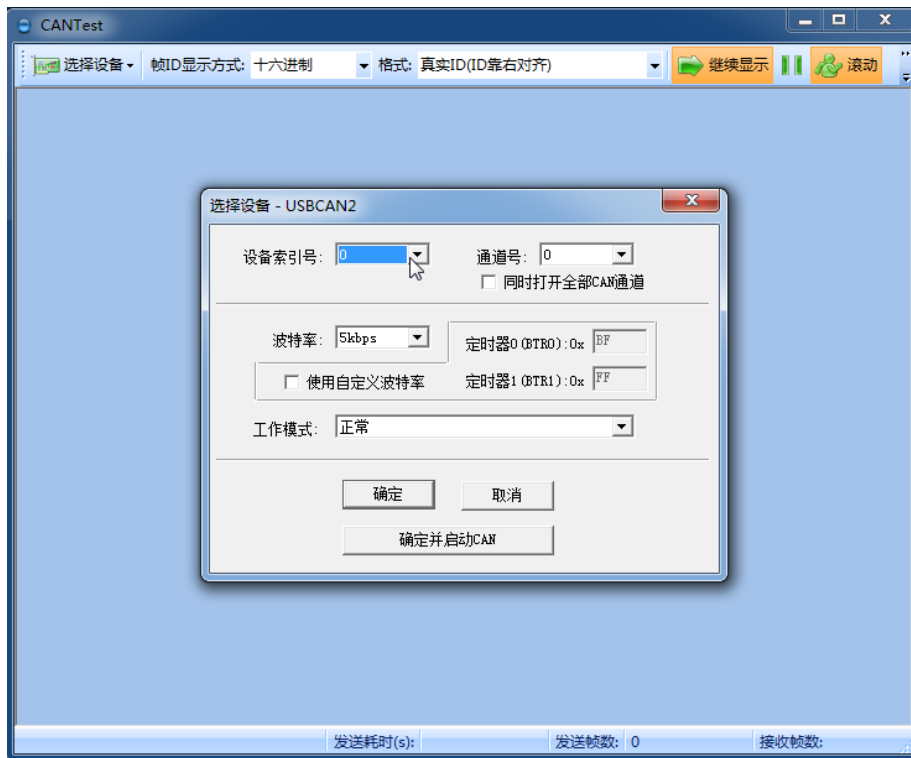 CANTest
选择设备 帧ID显示方式: 十六进制 格式: 真实ID(ID靠右对齐) 继续显示 滚动
选择设备 - USBCAN2
设备索引号: 0 通道号: 0
同时打开全部CAN通道
波特率: 5kbps 定时器0(BTR0):0x BF
使用自定义波特率 定时器1(BTR1):0x FF
工作模式: 正常
确定 取消
确定并启动CAN
发送耗时(s): 发送帧数: 0 接收帧数: